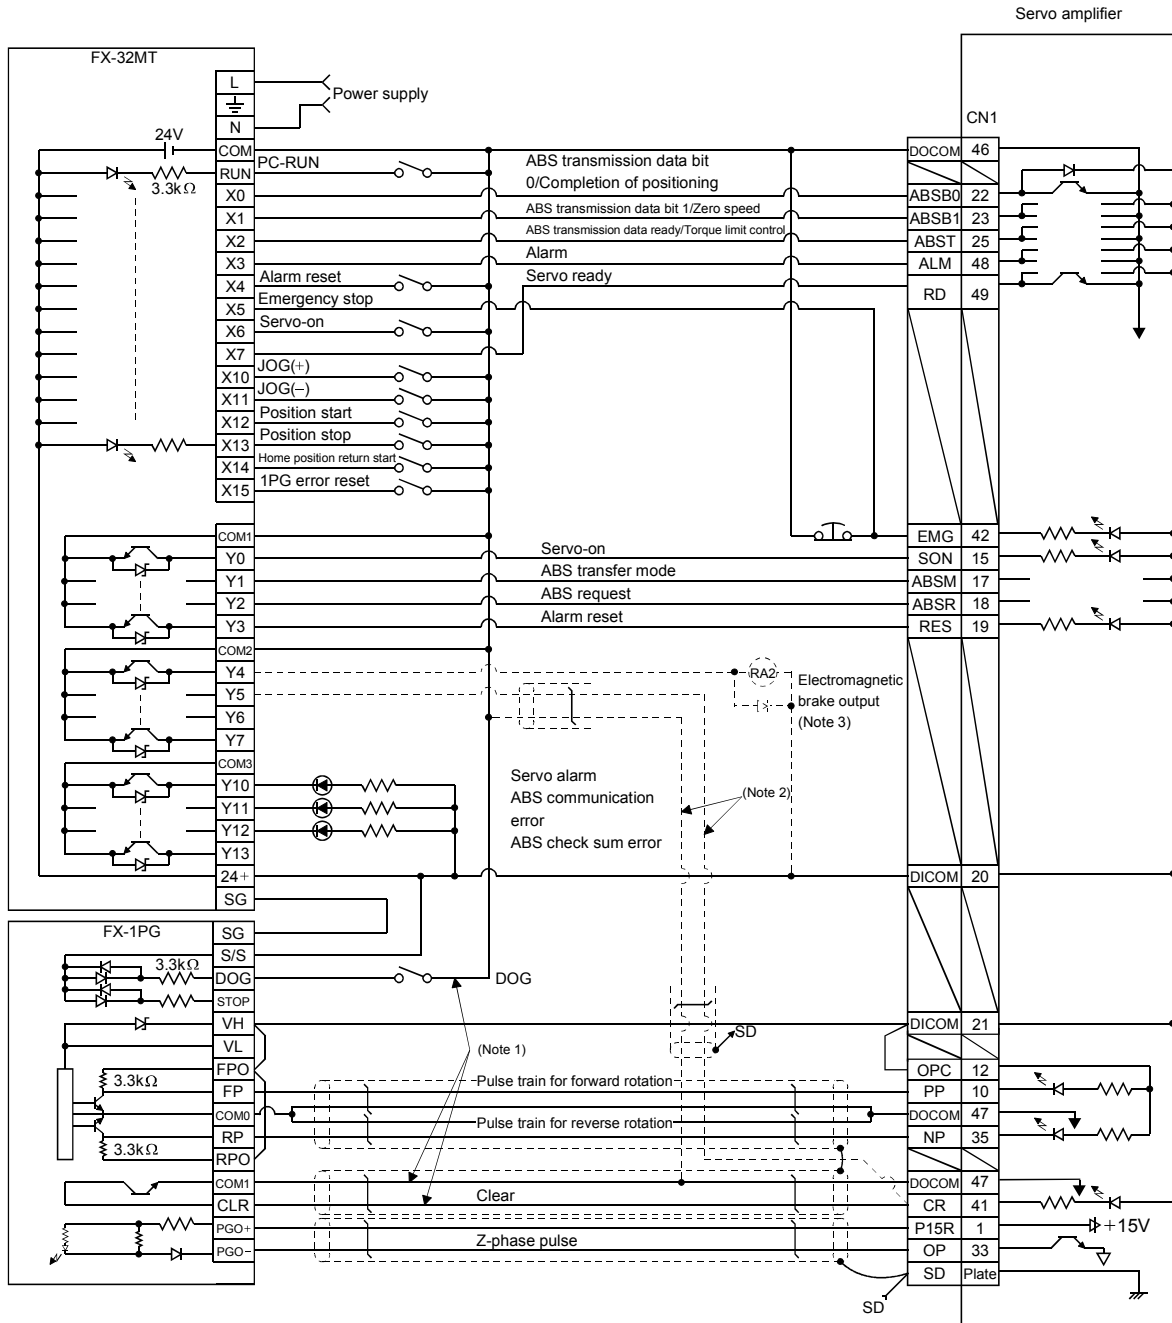 Servo amplifier
FX-32MT
L
Power supply
N
CN1
24V
COM
DOCOM 46
PC-RUN
RUN
3.3kΩ
ABS transmission data bit
0/Completion of positioning
X0
ABSB0 22
X1
ABS transmission data bit 1/Zero speed
ABSB1 23
X2
ABS transmission data ready/Torque limit control
ABST 25
X3
Alarm
ALM 48
X4
Alarm reset
Servo ready
RD 49
X5
Emergency stop
X6
Servo-on
X7
X10
JOG(+)
X11
JOG(−)
X12
Position start
X13
Position stop
X14
Home position return start
X15
1PG error reset
COM1
EMG 42
Y0
Servo-on
SON 15
Y1
ABS transfer mode
ABSM 17
Y2
ABS request
ABSR 18
Y3
Alarm reset
RES 19
COM2
Y4
RA2
Electromagnetic
brake output
(Note 3)
Y5
Y6
Y7
COM3
Y10
Y11
Y12
Y13
Servo alarm
ABS communication
error
ABS check sum error
(Note 2)
24+
DICOM 20
SG
FX-1PG
SG
S/S
3.3kΩ
DOG
DOG
STOP
VH
DICOM 21
SD
VL
(Note 1)
FPO
OPC 12
3.3kΩ
FP
Pulse train for forward rotation
PP 10
COM0
DOCOM 47
Pulse train for reverse rotation
RP
NP 35
3.3kΩ
RPO
COM1
DOCOM 47
CLR
Clear
CR 41
PGO+
P15R 1
+15V
PGO−
Z-phase pulse
OP 33
SD Plate
SD